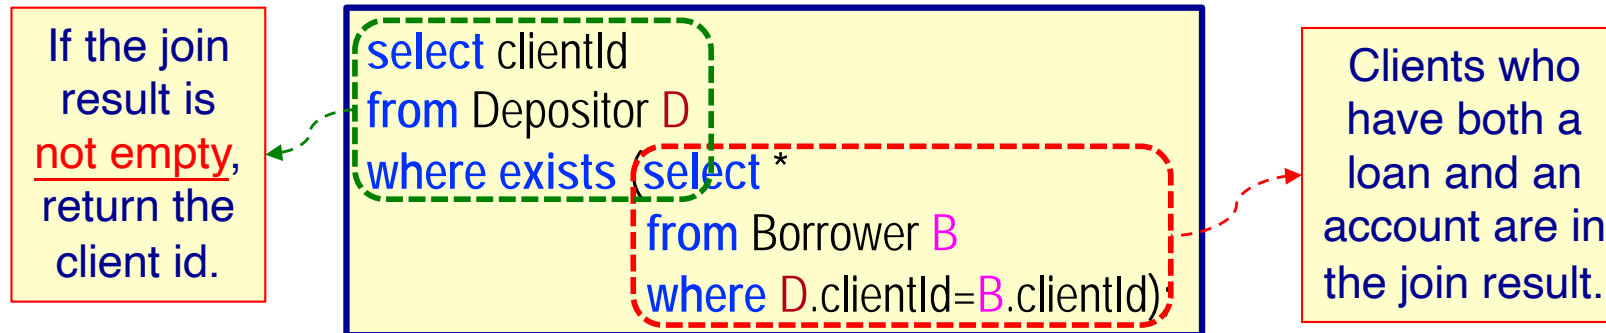 If the join
result is
not empty,
return the
client id.
select clientId
from Depositor D
where exists (select *
from Borrower B
where D.clientId=B.clientId);
Clients who
have both a
loan and an
account are in
the join result.